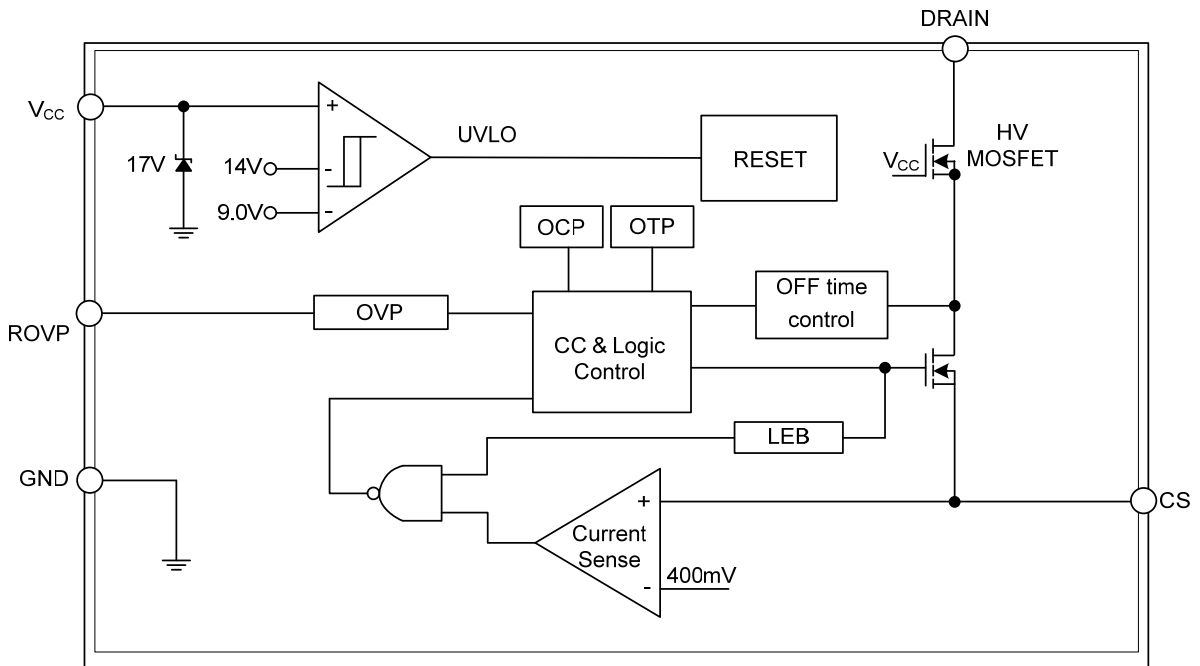 DRAIN
VCC
17V
14V
9.0V
+
-
-
UVLO
RESET
HV
MOSFET
VCC
OCP
OTP
ROVP
OVP
CC & Logic
Control
OFF time
control
LEB
GND
Current
Sense
+
-
400mV
CS